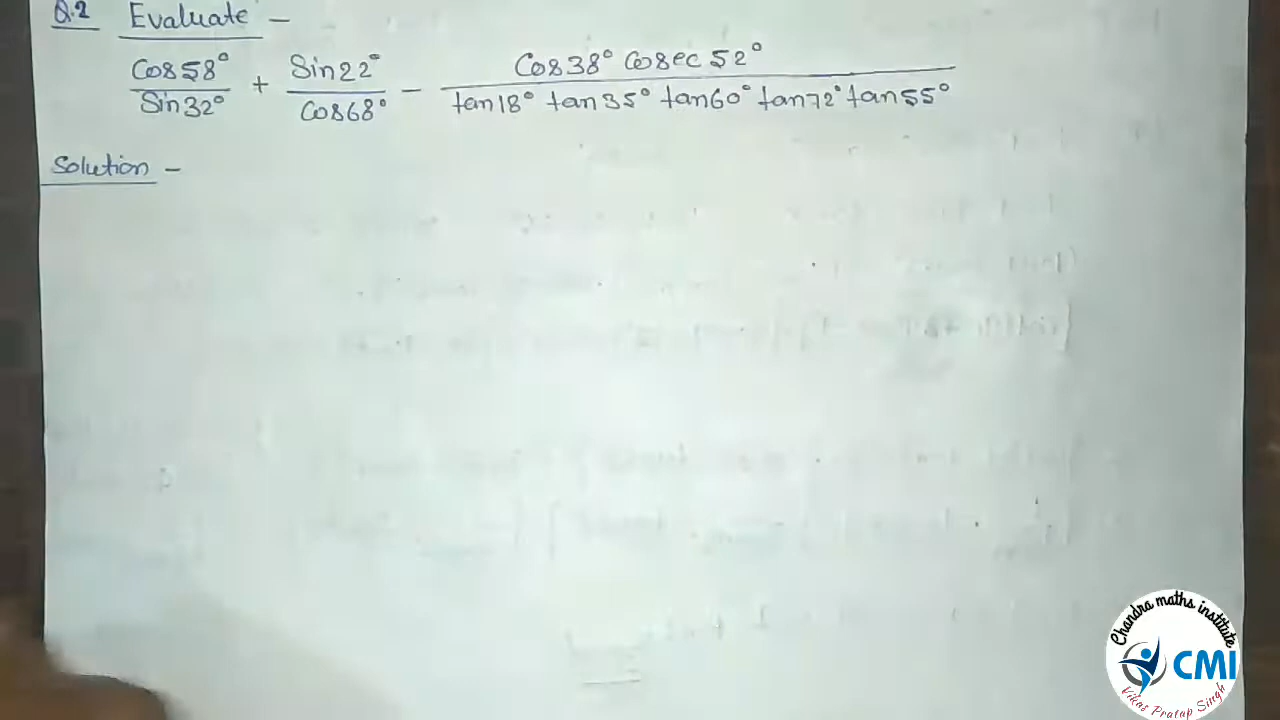 Q.2 Evaluate -
Cos58° / Sin32° + Sin22° / Cos68° - Cos38° Cosec52° / tan18° tan35° tan60° tan72° tan55°
Solution -
Chandra maths institute
CMI
Vikas Pratap Singh